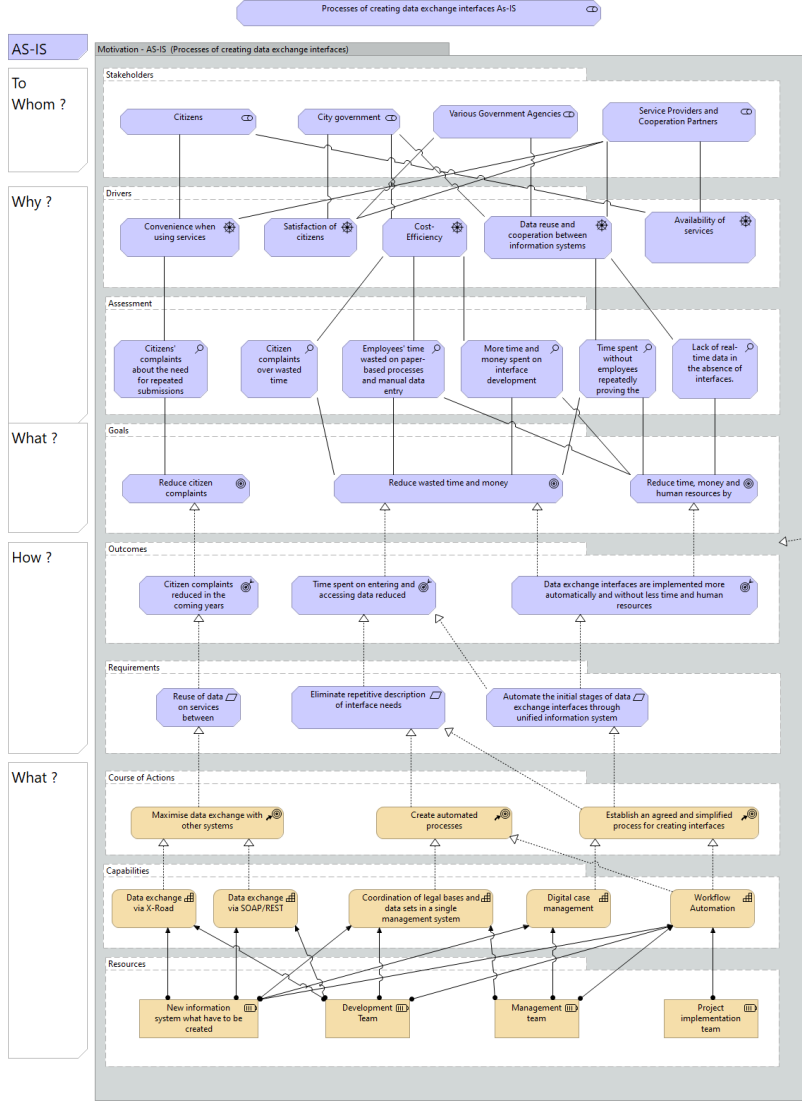 Processes of creating data exchange interfaces As-IS
AS-IS
Motivation - AS-IS (Processes of creating data exchange interfaces)
To
Whom ?
Stakeholders
Citizens
City government
Various Government Agencies
Service Providers and
Cooperation Partners
Why ?
Drivers
Convenience when
using services
Satisfaction of
citizens
Cost-
Efficiency
Data reuse and
cooperation between
information systems
Availability of
services
Assessment
Citizens'
complaints
about the need
for repeated
submissions
Citizen
complaints
over wasted
time
Employees' time
wasted on paper-
based processes
and manual data
entry
More time and
money spent on
interface
development
Time spent
without
employees
repeatedly
proving the
Lack of real-
time data in
the absence of
interfaces.
What ?
Goals
Reduce citizen
complaints
Reduce wasted time and money
Reduce time, money and
human resources by
How ?
Outcomes
Citizen complaints
reduced in the
coming years
Time spent on entering and
accessing data reduced
Data exchange interfaces are implemented more
automatically and without less time and human
resources
Requirements
Reuse of data
on services
between
Eliminate repetitive description
of interface needs
Automate the initial stages of data
exchange interfaces through
unified information system
What ?
Course of Actions
Maximise data exchange with
other systems
Create automated
processes
Establish an agreed and simplified
process for creating interfaces
Capabilities
Data exchange
via X-Road
Data exchange
via SOAP/REST
Coordination of legal bases and
data sets in a single
management system
Digital case
management
Workflow
Automation
Resources
New information
system what have to be
created
Development
Team
Management
team
Project
implementation
team